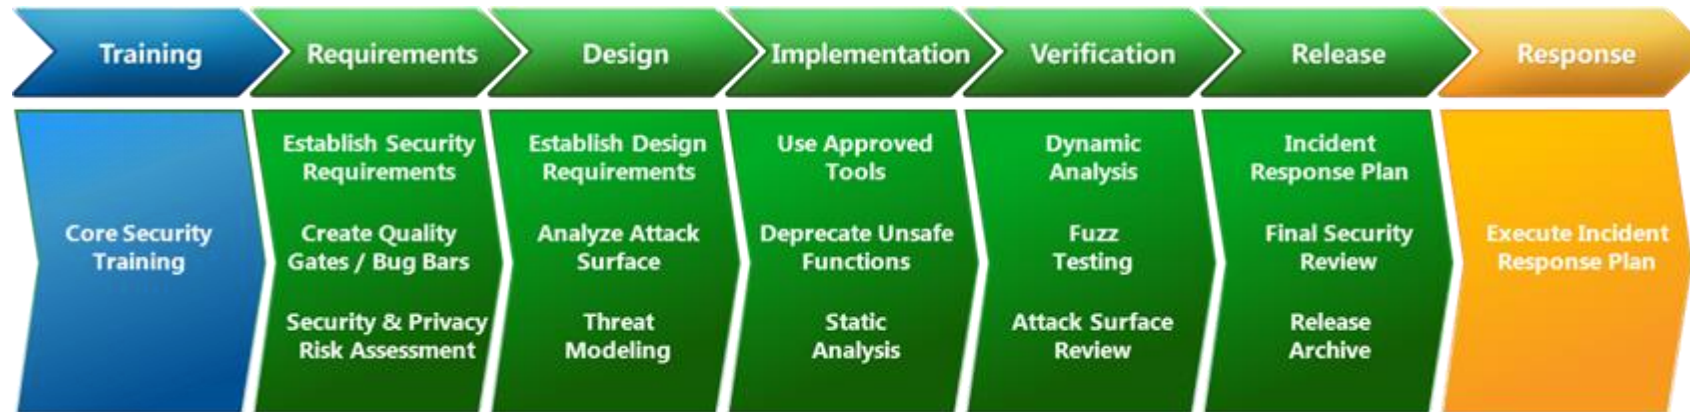 Training
Requirements
Design
Implementation
Verification
Release
Response
Core Security
Training
Establish Security
Requirements
Create Quality
Gates / Bug Bars
Security & Privacy
Risk Assessment
Establish Design
Requirements
Analyze Attack
Surface
Threat
Modeling
Use Approved
Tools
Deprecate Unsafe
Functions
Static
Analysis
Dynamic
Analysis
Fuzz
Testing
Attack Surface
Review
Incident
Response Plan
Final Security
Review
Release
Archive
Execute Incident
Response Plan